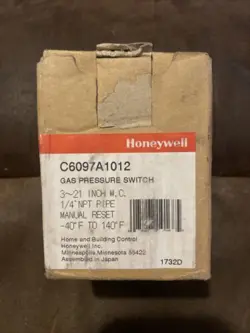 Honeywell
C6097A1012
GAS PRESSURE SWITCH
3~21 INCH W.C.
1/4"NPT PIPE
MANUAL RESET
-40°F TO 140°F
Home and Building Control
Honeywell Inc.
Minneapolis,Minnesota 55422
Assembled in Japan
1732D